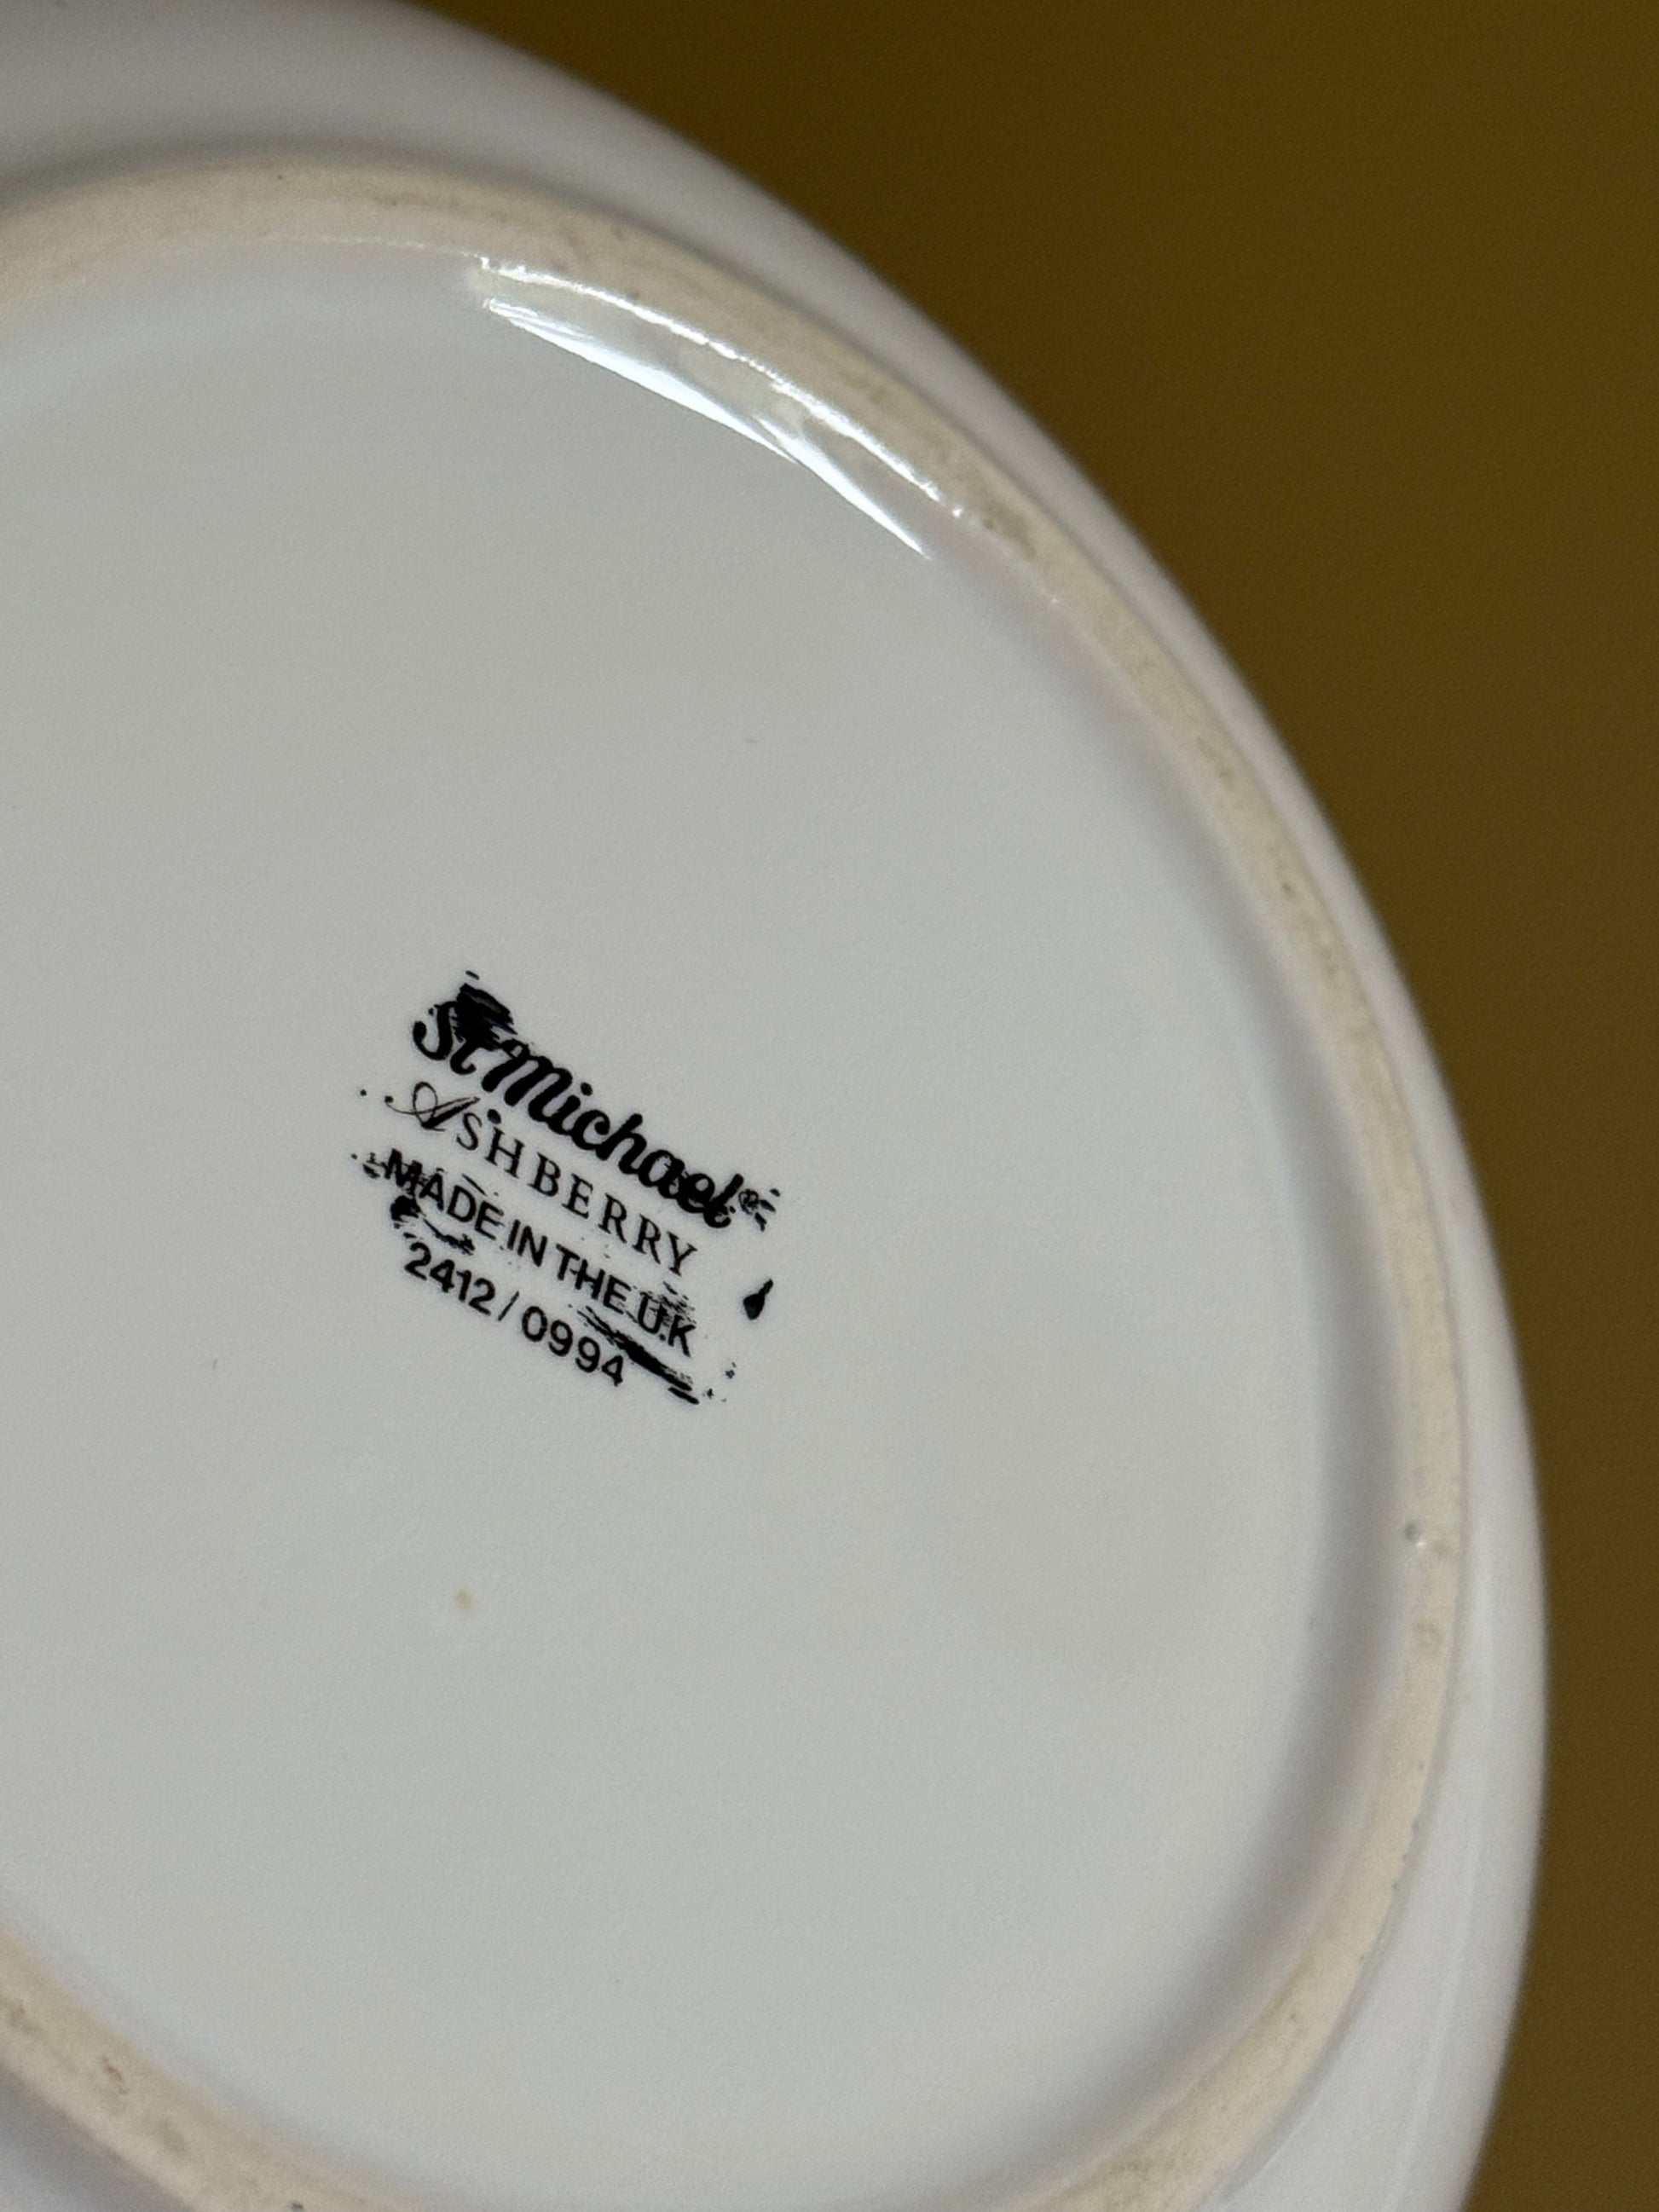 St Michael®
ASHBERRY
MADE IN THE U.K
2412/0994